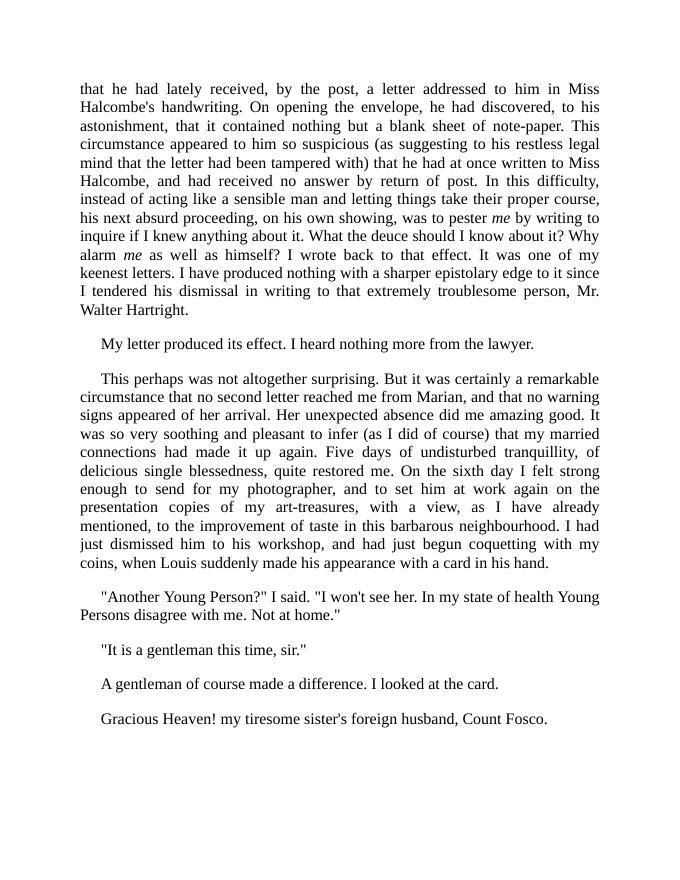 that he had lately received, by the post, a letter addressed to him in Miss
Halcombe's handwriting. On opening the envelope, he had discovered, to his
astonishment, that it contained nothing but a blank sheet of note-paper. This
circumstance appeared to him so suspicious (as suggesting to his restless legal
mind that the letter had been tampered with) that he had at once written to Miss
Halcombe, and had received no answer by return of post. In this difficulty,
instead of acting like a sensible man and letting things take their proper course,
his next absurd proceeding, on his own showing, was to pester me by writing to
inquire if I knew anything about it. What the deuce should I know about it? Why
alarm me as well as himself? I wrote back to that effect. It was one of my
keenest letters. I have produced nothing with a sharper epistolary edge to it since
I tendered his dismissal in writing to that extremely troublesome person, Mr.
Walter Hartright.
My letter produced its effect. I heard nothing more from the lawyer.
This perhaps was not altogether surprising. But it was certainly a remarkable
circumstance that no second letter reached me from Marian, and that no warning
signs appeared of her arrival. Her unexpected absence did me amazing good. It
was so very soothing and pleasant to infer (as I did of course) that my married
connections had made it up again. Five days of undisturbed tranquillity, of
delicious single blessedness, quite restored me. On the sixth day I felt strong
enough to send for my photographer, and to set him at work again on the
presentation copies of my art-treasures, with a view, as I have already
mentioned, to the improvement of taste in this barbarous neighbourhood. I had
just dismissed him to his workshop, and had just begun coquetting with my
coins, when Louis suddenly made his appearance with a card in his hand.
"Another Young Person?" I said. "I won't see her. In my state of health Young
Persons disagree with me. Not at home."
"It is a gentleman this time, sir."
A gentleman of course made a difference. I looked at the card.
Gracious Heaven! my tiresome sister's foreign husband, Count Fosco.